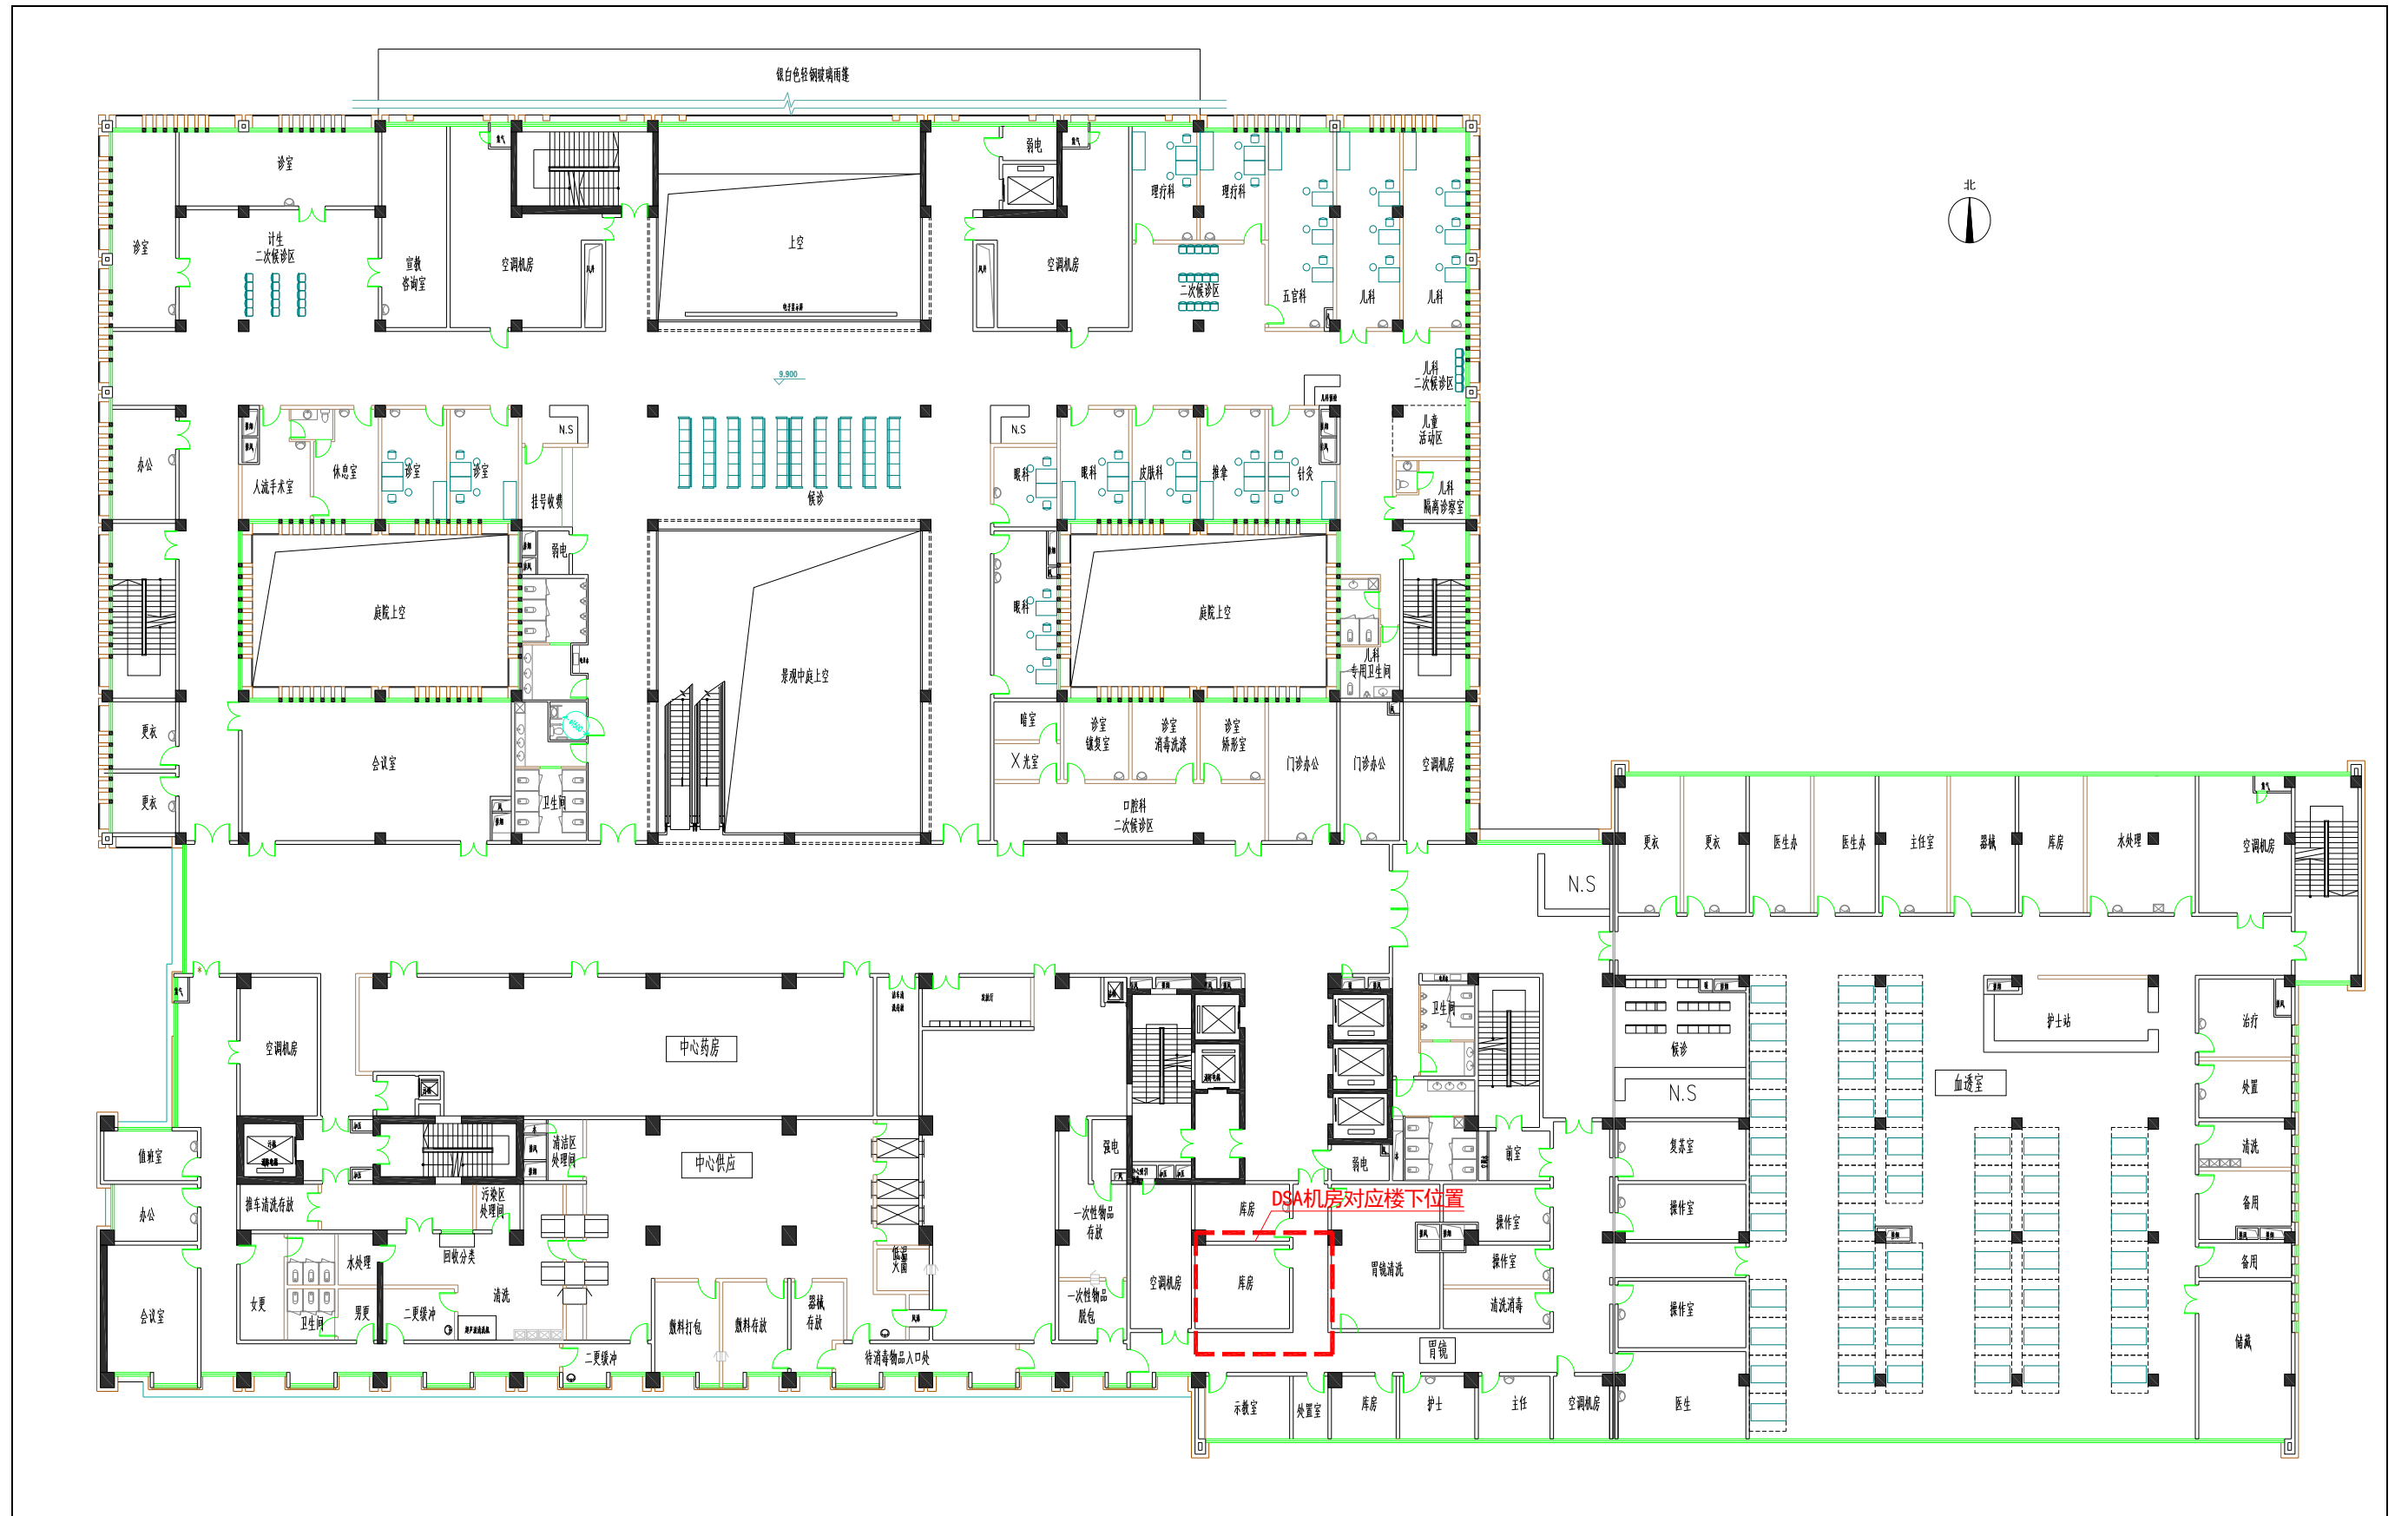 银白色轻钢玻璃雨篷
北
诊室
弱电
理疗科
理疗科
诊室
计生
二次候诊区
宣教
咨询室
空调机房
上空
空调机房
二次候诊区
五官科
儿科
儿科
9.900
儿科
二次候诊区
N.S
N.S
儿童
活动区
办公
人流手术室
休息室
诊室
诊室
挂号收费
候诊
眼科
眼科
皮肤科
推拿
针灸
儿科
隔离诊察室
弱电
庭院上空
眼科
庭院上空
景观中庭上空
儿科
专用卫生间
更衣
更衣
会议室
卫生间
暗室
X光室
诊室
镶复室
诊室
消毒洗涤
诊室
矫形室
门诊办公
门诊办公
空调机房
口腔科
二次候诊区
N.S
更衣
更衣
医生办
医生办
主任室
器械
库房
水处理
空调机房
空调机房
中心药房
卫生间
候诊
N.S
护士站
血透室
治疗
处置
值班室
办公
会议室
推车清洗存放
清洁区
处理间
污染区
处理间
中心供应
强电
弱电
前室
复苏室
清洗
备用
备用
储藏
女更
水处理
男更
卫生间
回收分类
二更缓冲
清洗
二更缓冲
敷料打包
敷料存放
器械
存放
低温
灭菌
待消毒物品入口处
一次性物品
存放
一次性物品
脱包
空调机房
库房
DSA机房对应楼下位置
库房
胃镜清洗
操作室
操作室
清洗消毒
胃镜
操作室
操作室
医生
示教室
处置室
库房
护士
主任
空调机房